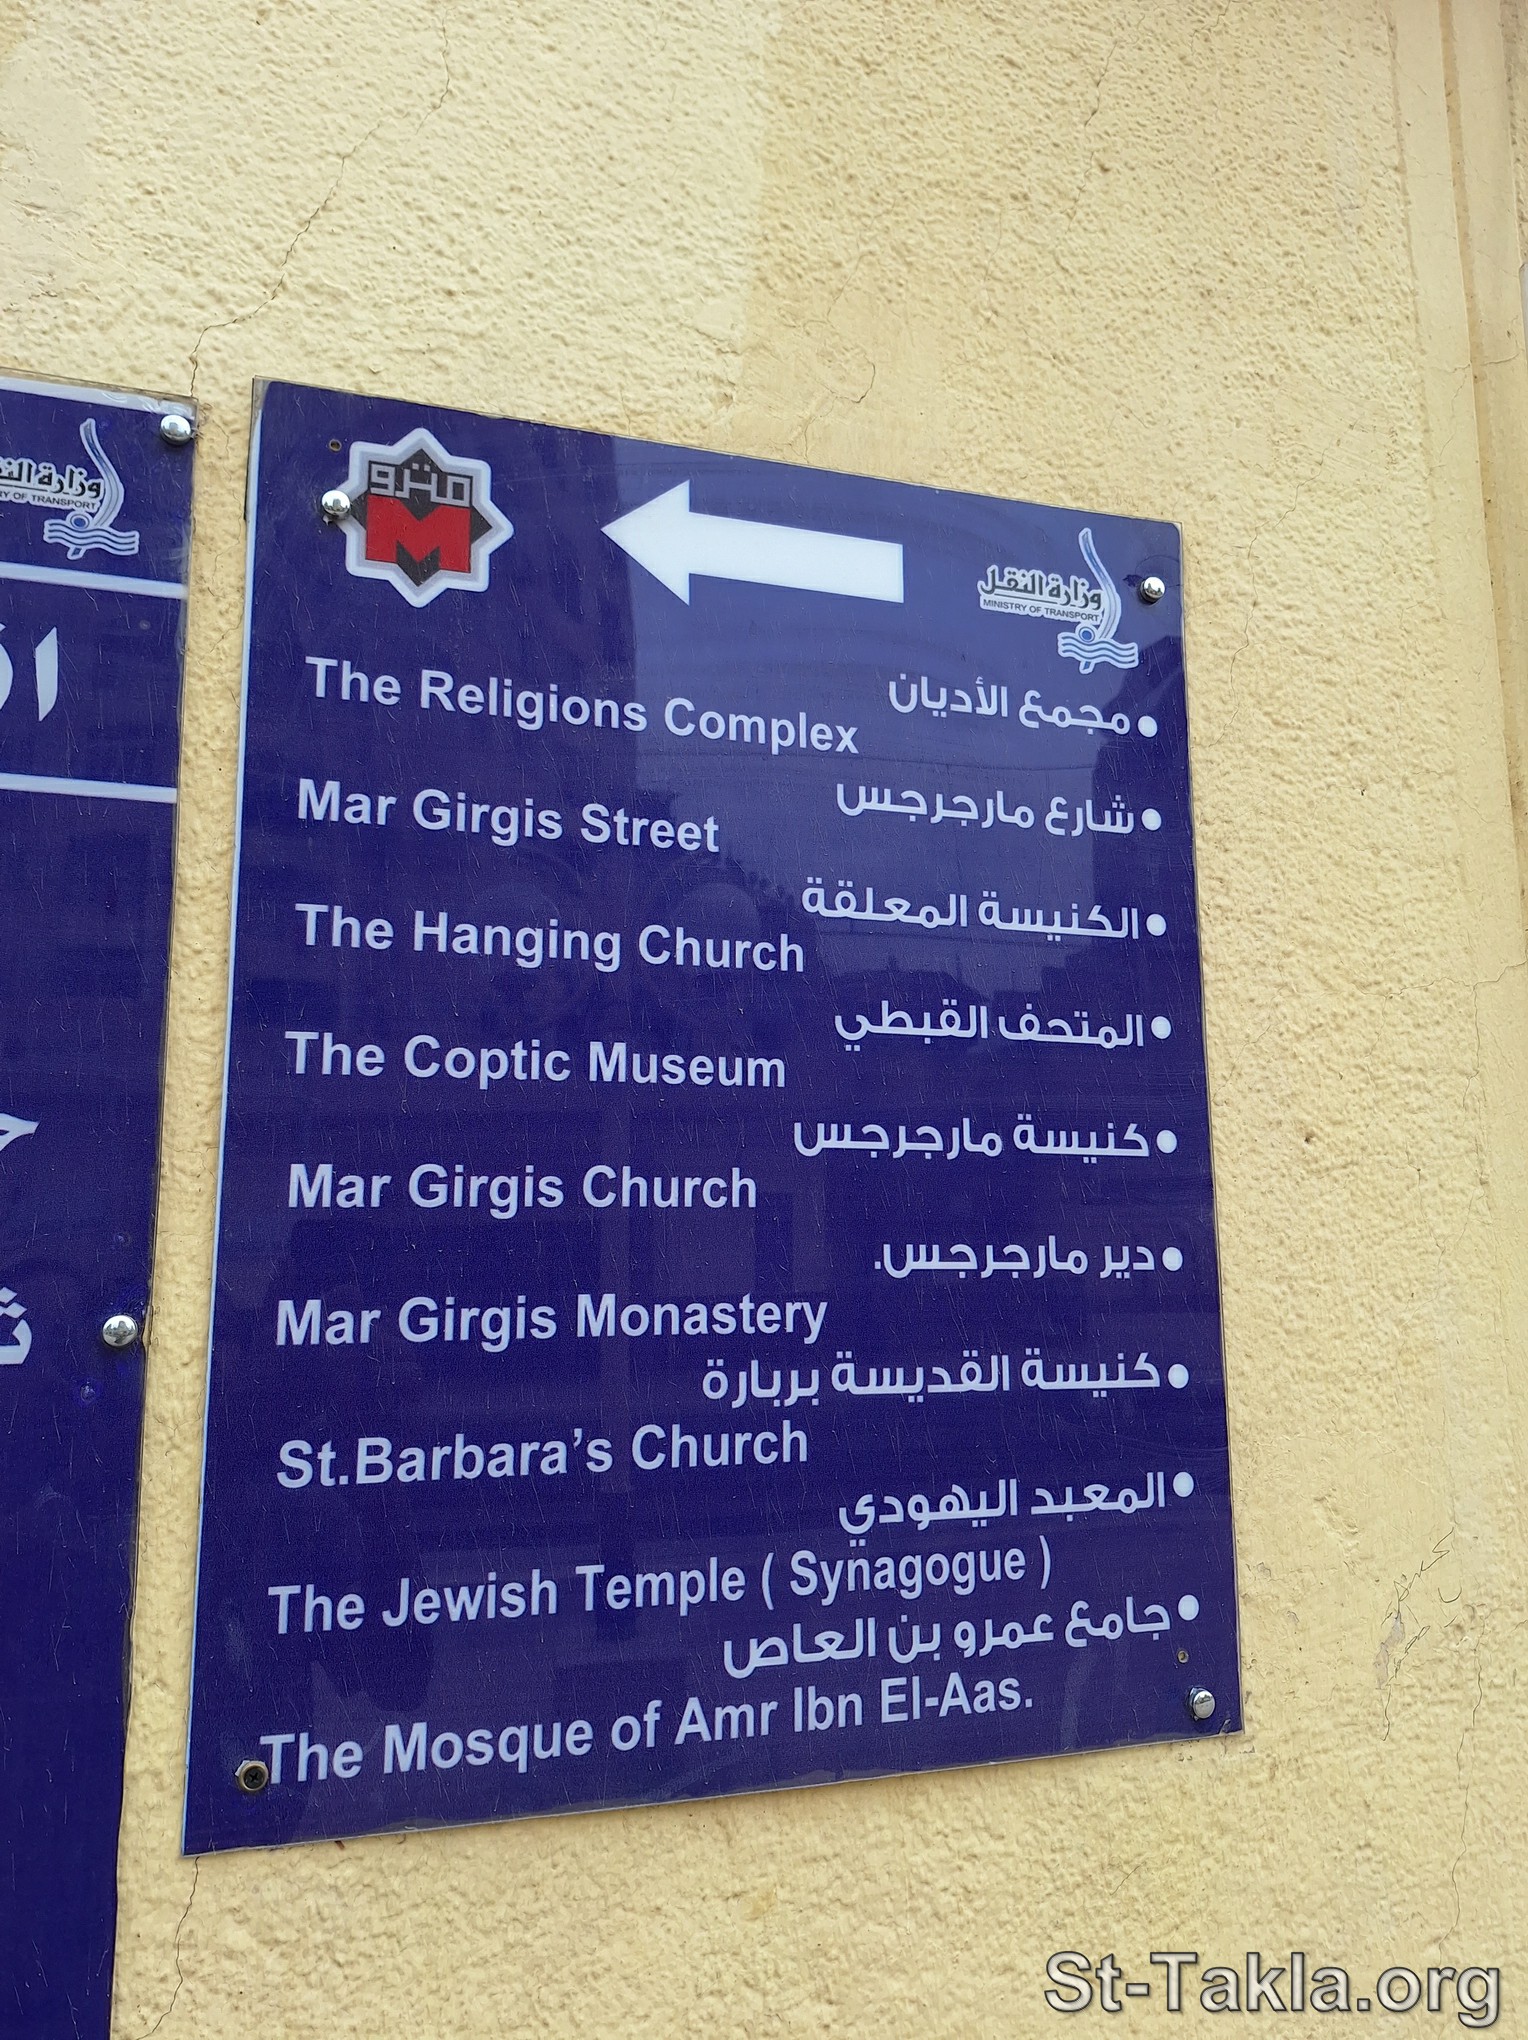 مترو
M
وزارة النقل
MINISTRY OF TRANSPORT
مجمع الأديان
The Religions Complex
شارع مارجرجس
Mar Girgis Street
الكنيسة المعلقة
The Hanging Church
المتحف القبطي
The Coptic Museum
كنيسة مارجرجس
Mar Girgis Church
دير مارجرجس.
Mar Girgis Monastery
كنيسة القديسة بربارة
St.Barbara's Church
المعبد اليهودي
The Jewish Temple ( Synagogue )
جامع عمرو بن العاص
The Mosque of Amr Ibn El-Aas.
وزارة
OF TRANSPORT
St-Takla.org